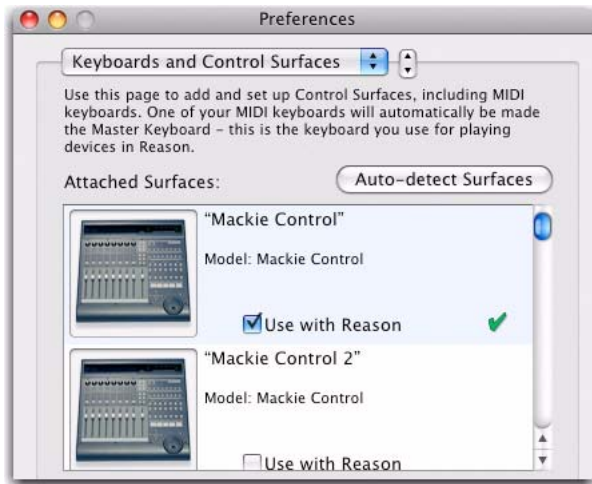 Preferences
Keyboards and Control Surfaces
Use this page to add and set up Control Surfaces, including MIDI
keyboards. One of your MIDI keyboards will automatically be made
the Master Keyboard – this is the keyboard you use for playing
devices in Reason.
Attached Surfaces:
Auto-detect Surfaces
“Mackie Control”
Model: Mackie Control
Use with Reason
“Mackie Control 2”
Model: Mackie Control
Use with Reason